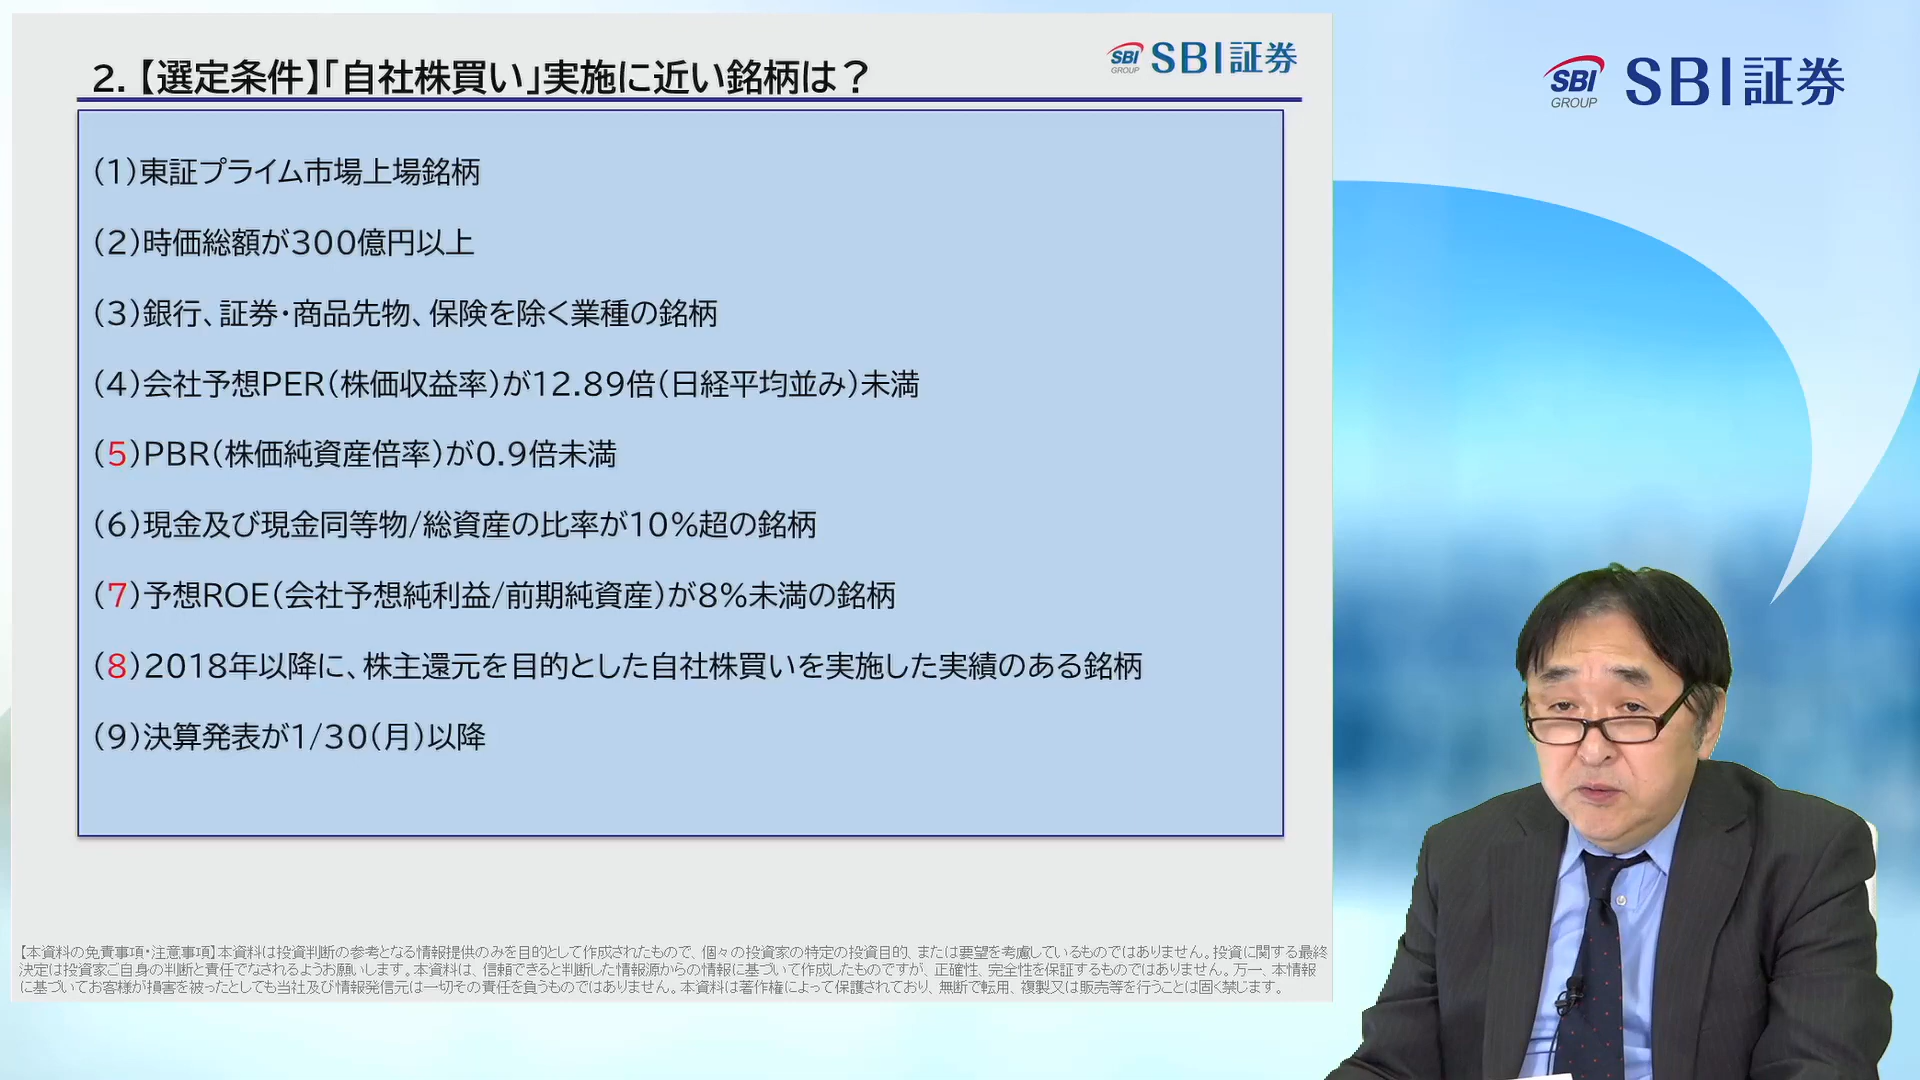 2.【選定条件】「自社株買い」実施に近い銘柄は？
SBI GROUP SBI証券
SBI GROUP SBI証券
(1)東証プライム市場上場銘柄
(2)時価総額が300億円以上
(3)銀行、証券・商品先物、保険を除く業種の銘柄
(4)会社予想PER(株価収益率)が12.89倍(日経平均並み)未満
(5)PBR(株価純資産倍率)が0.9倍未満
(6)現金及び現金同等物/総資産の比率が10%超の銘柄
(7)予想ROE(会社予想純利益/前期純資産)が8%未満の銘柄
(8)2018年以降に、株主還元を目的とした自社株買いを実施した実績のある銘柄
(9)決算発表が1/30(月)以降
【本資料の免責事項・注意事項】本資料は投資判断の参考となる情報提供のみを目的として作成されたもので、個々の投資家の特定の投資目的、または要望を考慮しているものではありません。投資に関する最終
決定は投資家ご自身の判断と責任でなされるようお願いします。本資料は、信頼できると判断した情報源からの情報に基づいて作成したものですが、正確性、完全性を保証するものではありません。万一、本情報
に基づいてお客様が損害を被ったとしても当社及び情報発信元は一切その責任を負うものではありません。本資料は著作権によって保護されており、無断で転用、複製又は販売等を行うことは固く禁じます。